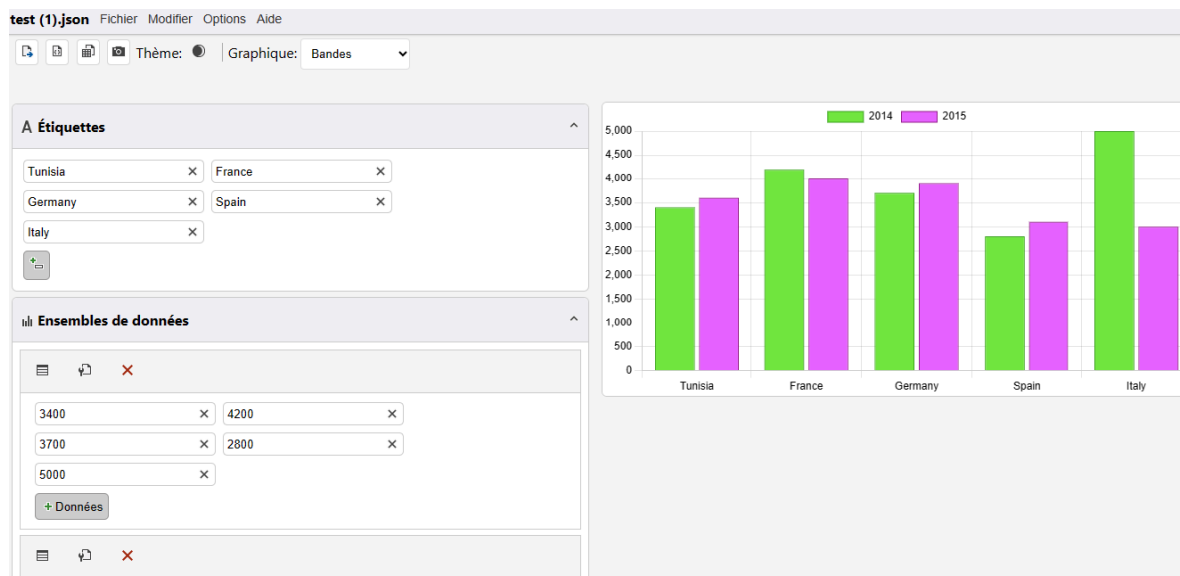 test (1).json Fichier Modifier Options Aide
Thème: Graphique: Bandes
A Étiquettes
Tunisia France
Germany Spain
Italy
Ensembles de données
3400 4200
3700 2800
5000
+ Données
2014 2015
5,000
4,500
4,000
3,500
3,000
2,500
2,000
1,500
1,000
500
0
Tunisia France Germany Spain Italy